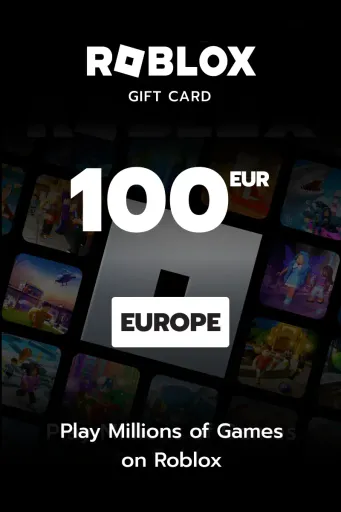 ROBLOX
GIFT CARD
100 EUR
EUROPE
Play Millions of Games
on Roblox